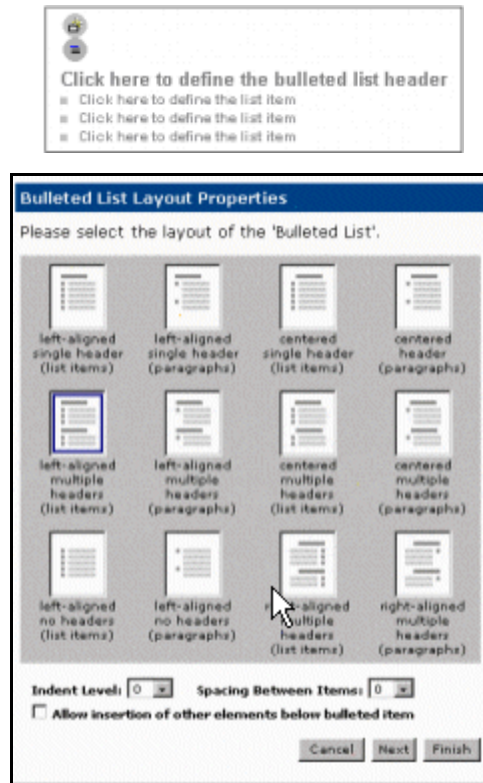 Click here to define the bulleted list header
Click here to define the list item
Click here to define the list item
Click here to define the list item
Bulleted List Layout Properties
Please select the layout of the 'Bulleted List'.
left-aligned single header (list items)
left-aligned single header (paragraphs)
centered single header (list items)
centered header (paragraphs)
left-aligned multiple headers (list items)
left-aligned multiple headers (paragraphs)
centered multiple headers (list items)
centered multiple headers (paragraphs)
left-aligned no headers (list items)
left-aligned no headers (paragraphs)
right-aligned multiple headers (list items)
right-aligned multiple headers (paragraphs)
Indent Level: 0 Spacing Between Items: 0
Allow insertion of other elements below bulleted item
Cancel Next Finish